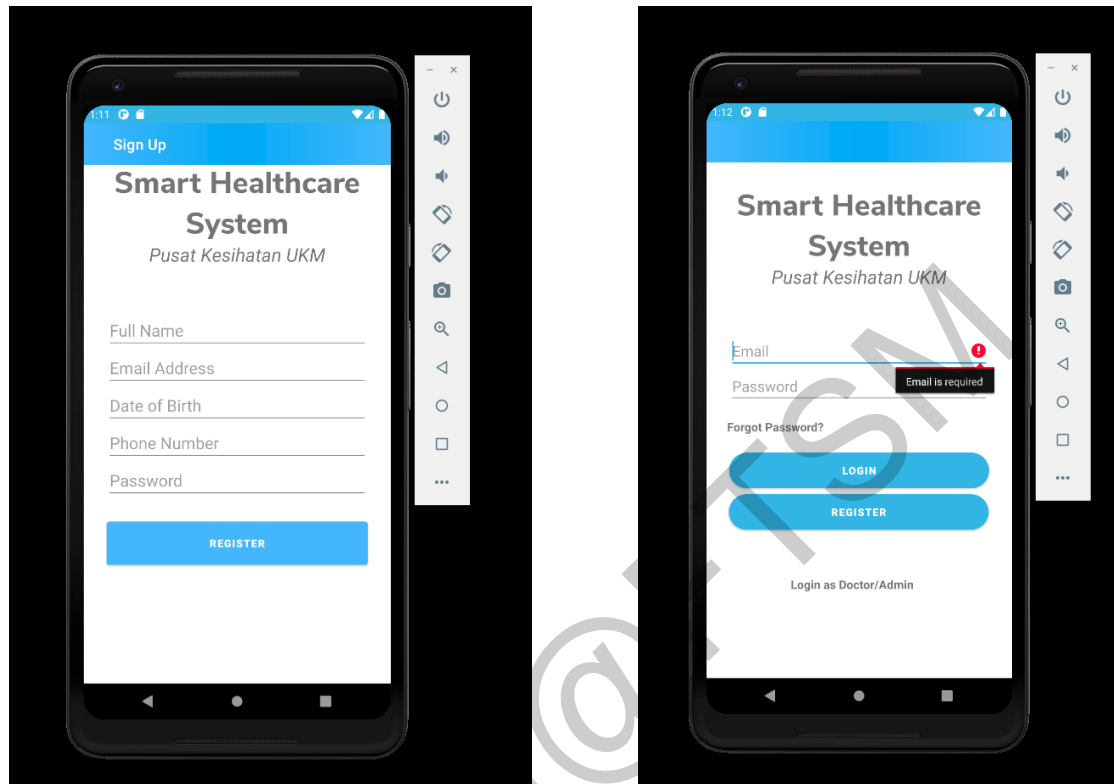 1:11
Sign Up
Smart Healthcare
System
Pusat Kesihatan UKM
Full Name
Email Address
Date of Birth
Phone Number
Password
REGISTER
1:12
Smart Healthcare
System
Pusat Kesihatan UKM
Email
Email is required
Password
Forgot Password?
LOGIN
REGISTER
Login as Doctor/Admin
@FTSM